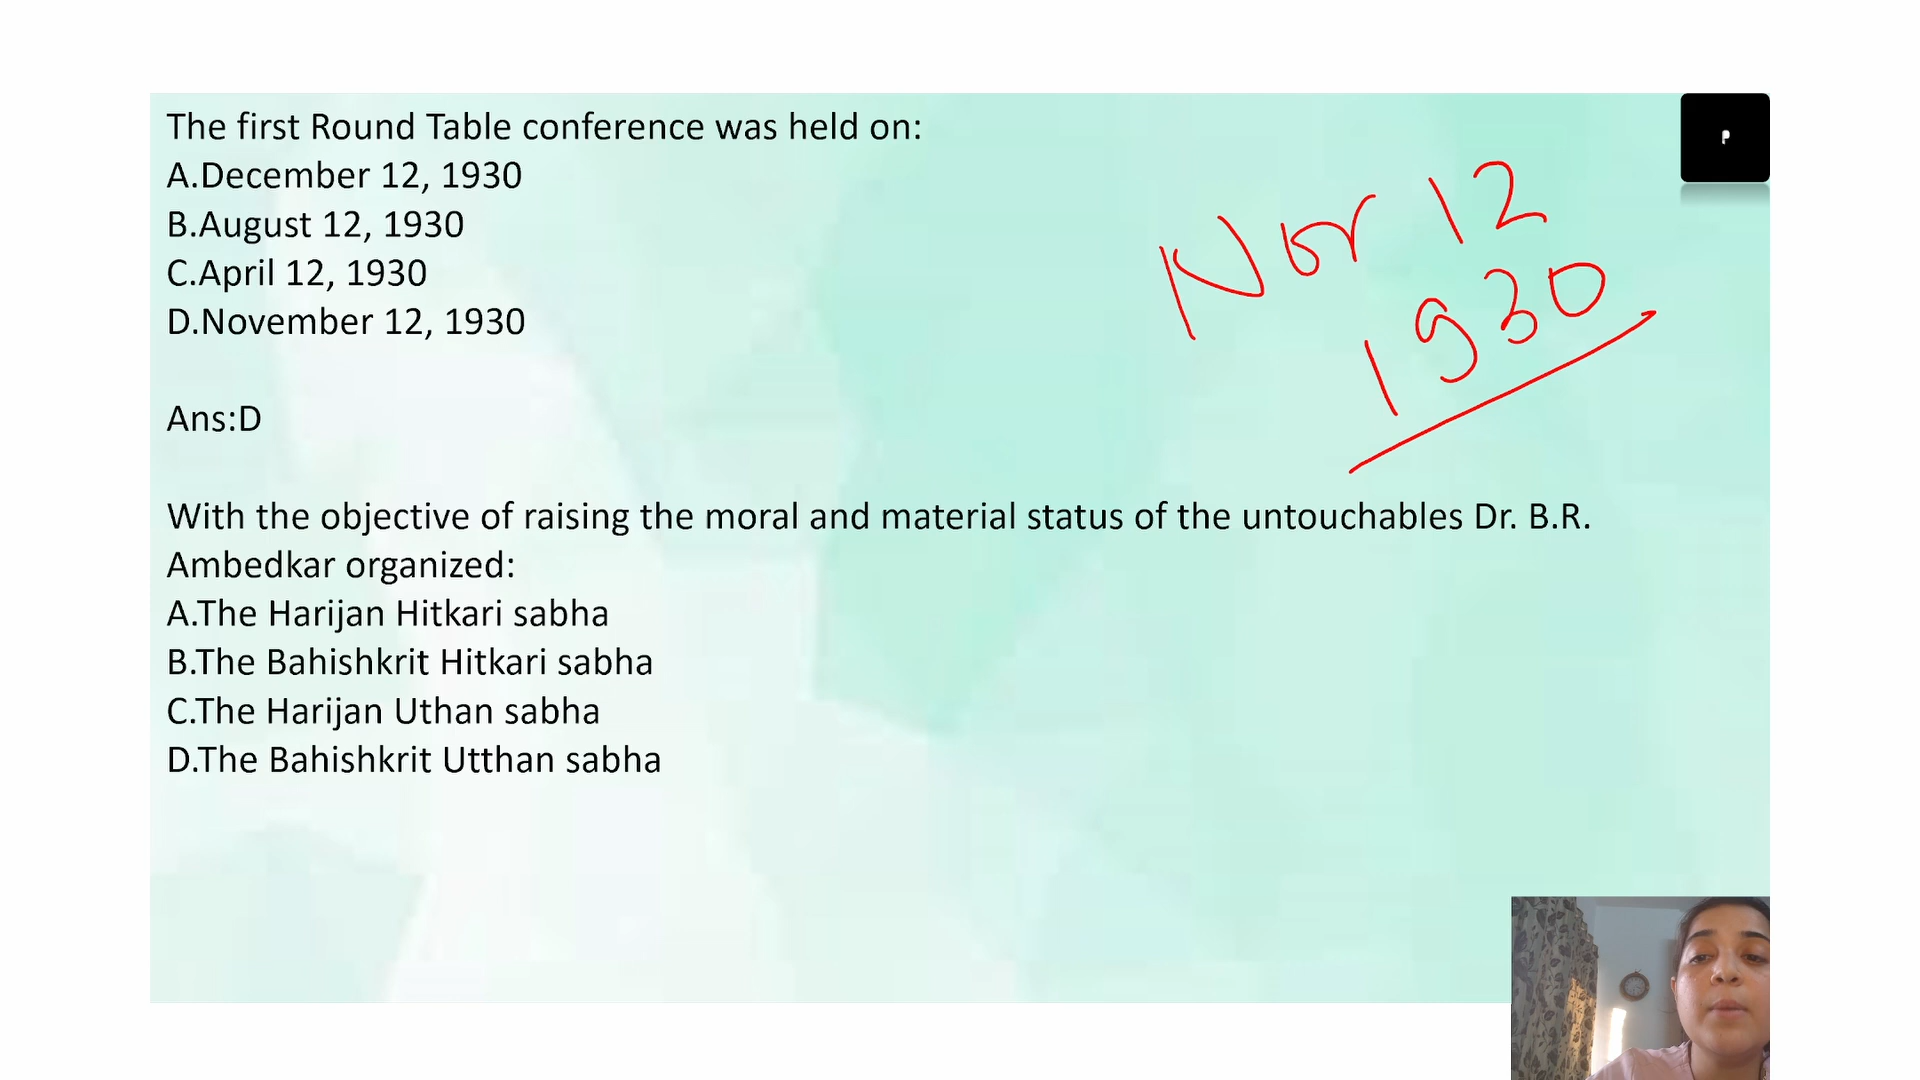 The first Round Table conference was held on:
A.December 12, 1930
B.August 12, 1930
C.April 12, 1930
D.November 12, 1930
Ans:D
Nov 12
1930
With the objective of raising the moral and material status of the untouchables Dr. B.R.
Ambedkar organized:
A.The Harijan Hitkari sabha
B.The Bahishkrit Hitkari sabha
C.The Harijan Uthan sabha
D.The Bahishkrit Utthan sabha